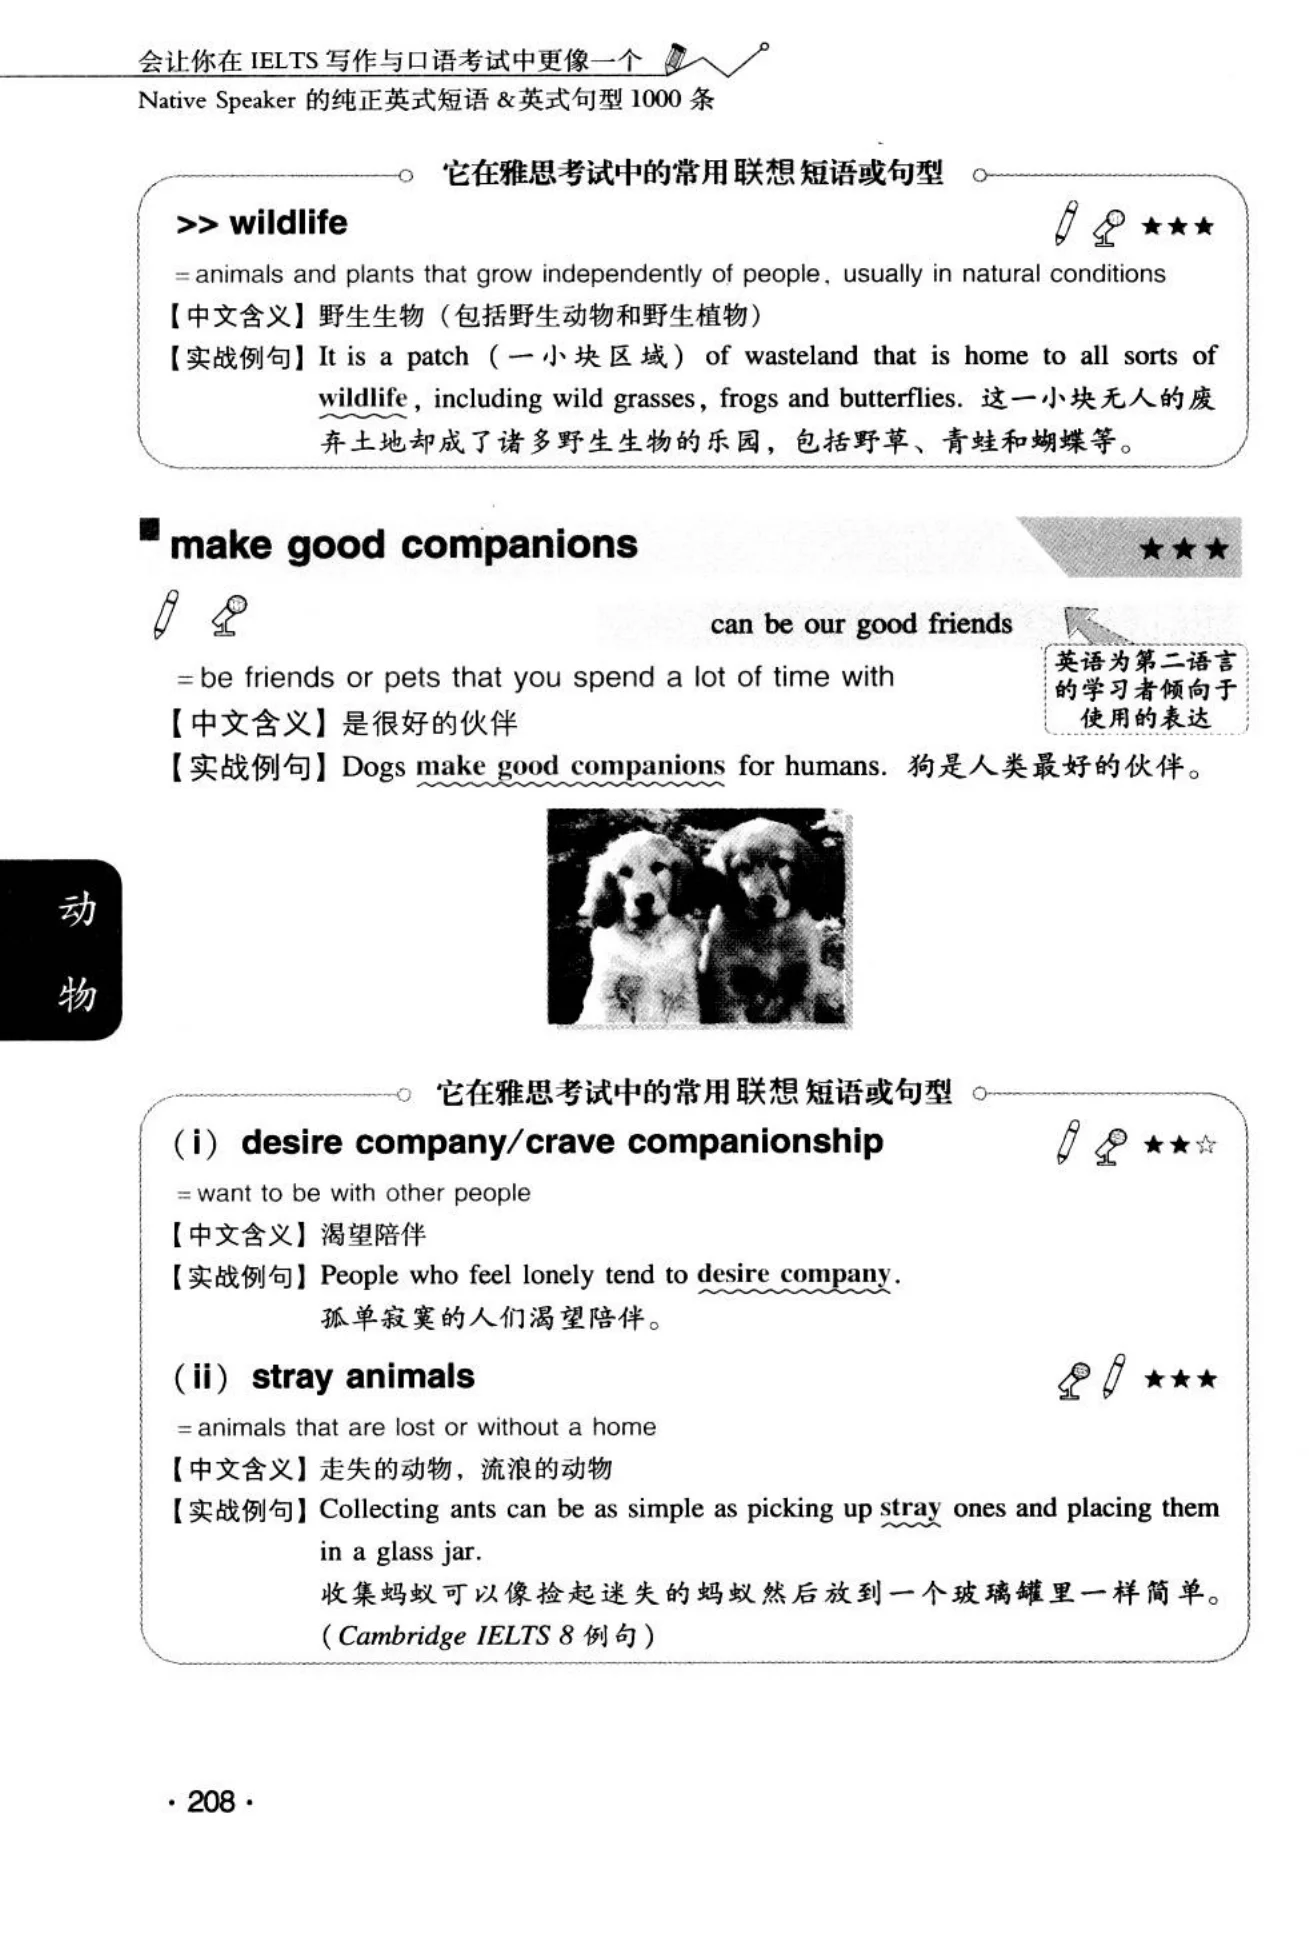 会让你在 IELTS 写作与口语考试中更像一个
Native Speaker 的纯正英式短语 &英式句型 1000 条
它在雅思考试中的常用联想短语或句型
>> wildlife ★★★
=animals and plants that grow independently of people, usually in natural conditions
【中文含义】野生生物（包括野生动物和野生植物）
【实战例句】It is a patch（一小块区域）of wasteland that is home to all sorts of
wildlife, including wild grasses, frogs and butterflies. 这一小块无人的废
弃土地却成了诸多野生生物的乐园，包括野草、青蛙和蝴蝶等。
make good companions ★★★
can be our good friends
英语为第二语言
的学习者倾向于
使用的表达
=be friends or pets that you spend a lot of time with
【中文含义】是很好的伙伴
【实战例句】Dogs make good companions for humans. 狗是人类最好的伙伴。
动
物
它在雅思考试中的常用联想短语或句型
（i）desire company/crave companionship ★★☆
=want to be with other people
【中文含义】渴望陪伴
【实战例句】People who feel lonely tend to desire company.
孤单寂寞的人们渴望陪伴。
（ii）stray animals ★★★
=animals that are lost or without a home
【中文含义】走失的动物，流浪的动物
【实战例句】Collecting ants can be as simple as picking up stray ones and placing them
in a glass jar.
收集蚂蚁可以像捡起迷失的蚂蚁然后放到一个玻璃罐里一样简单。
（Cambridge IELTS 8 例句）
· 208 ·